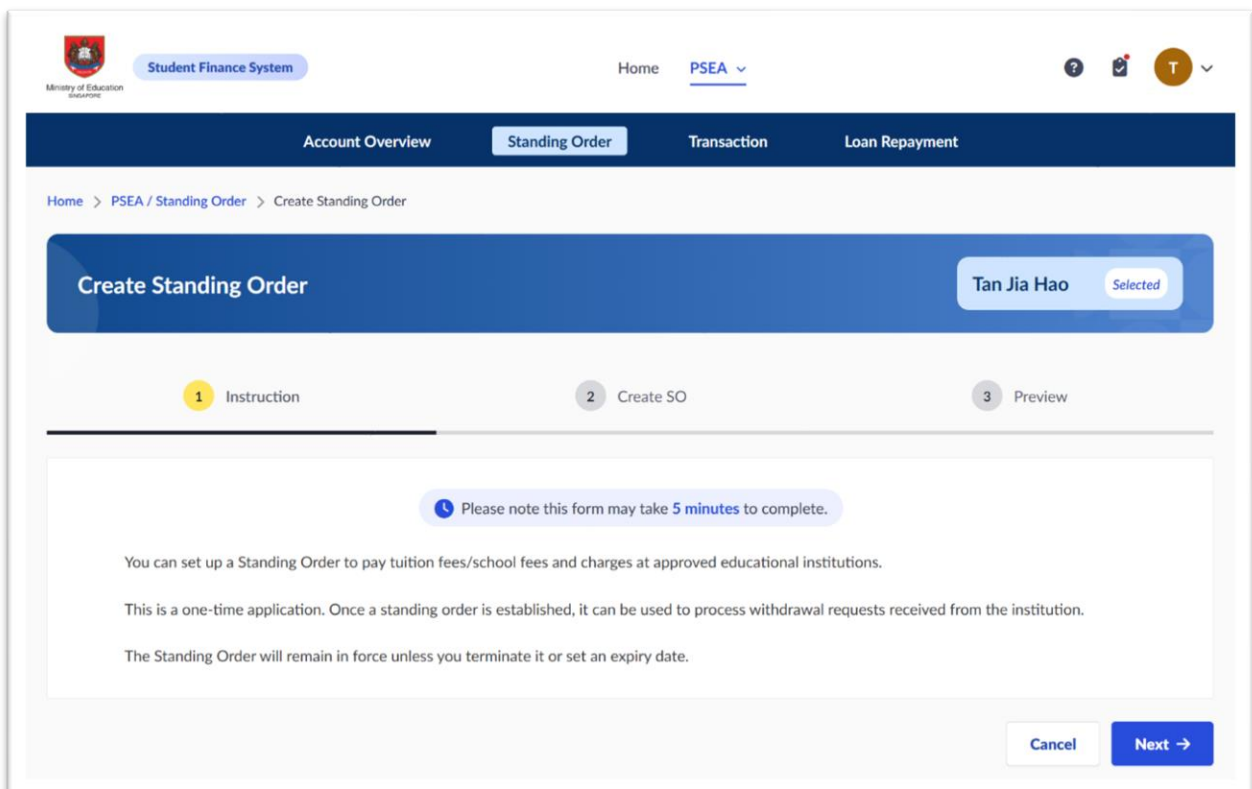 Ministry of Education
SINGAPORE
Student Finance System
Home
PSEA
T
Account Overview
Standing Order
Transaction
Loan Repayment
Home > PSEA / Standing Order > Create Standing Order
Create Standing Order
Tan Jia Hao
Selected
1 Instruction
2 Create SO
3 Preview
Please note this form may take 5 minutes to complete.
You can set up a Standing Order to pay tuition fees/school fees and charges at approved educational institutions.
This is a one-time application. Once a standing order is established, it can be used to process withdrawal requests received from the institution.
The Standing Order will remain in force unless you terminate it or set an expiry date.
Cancel
Next →